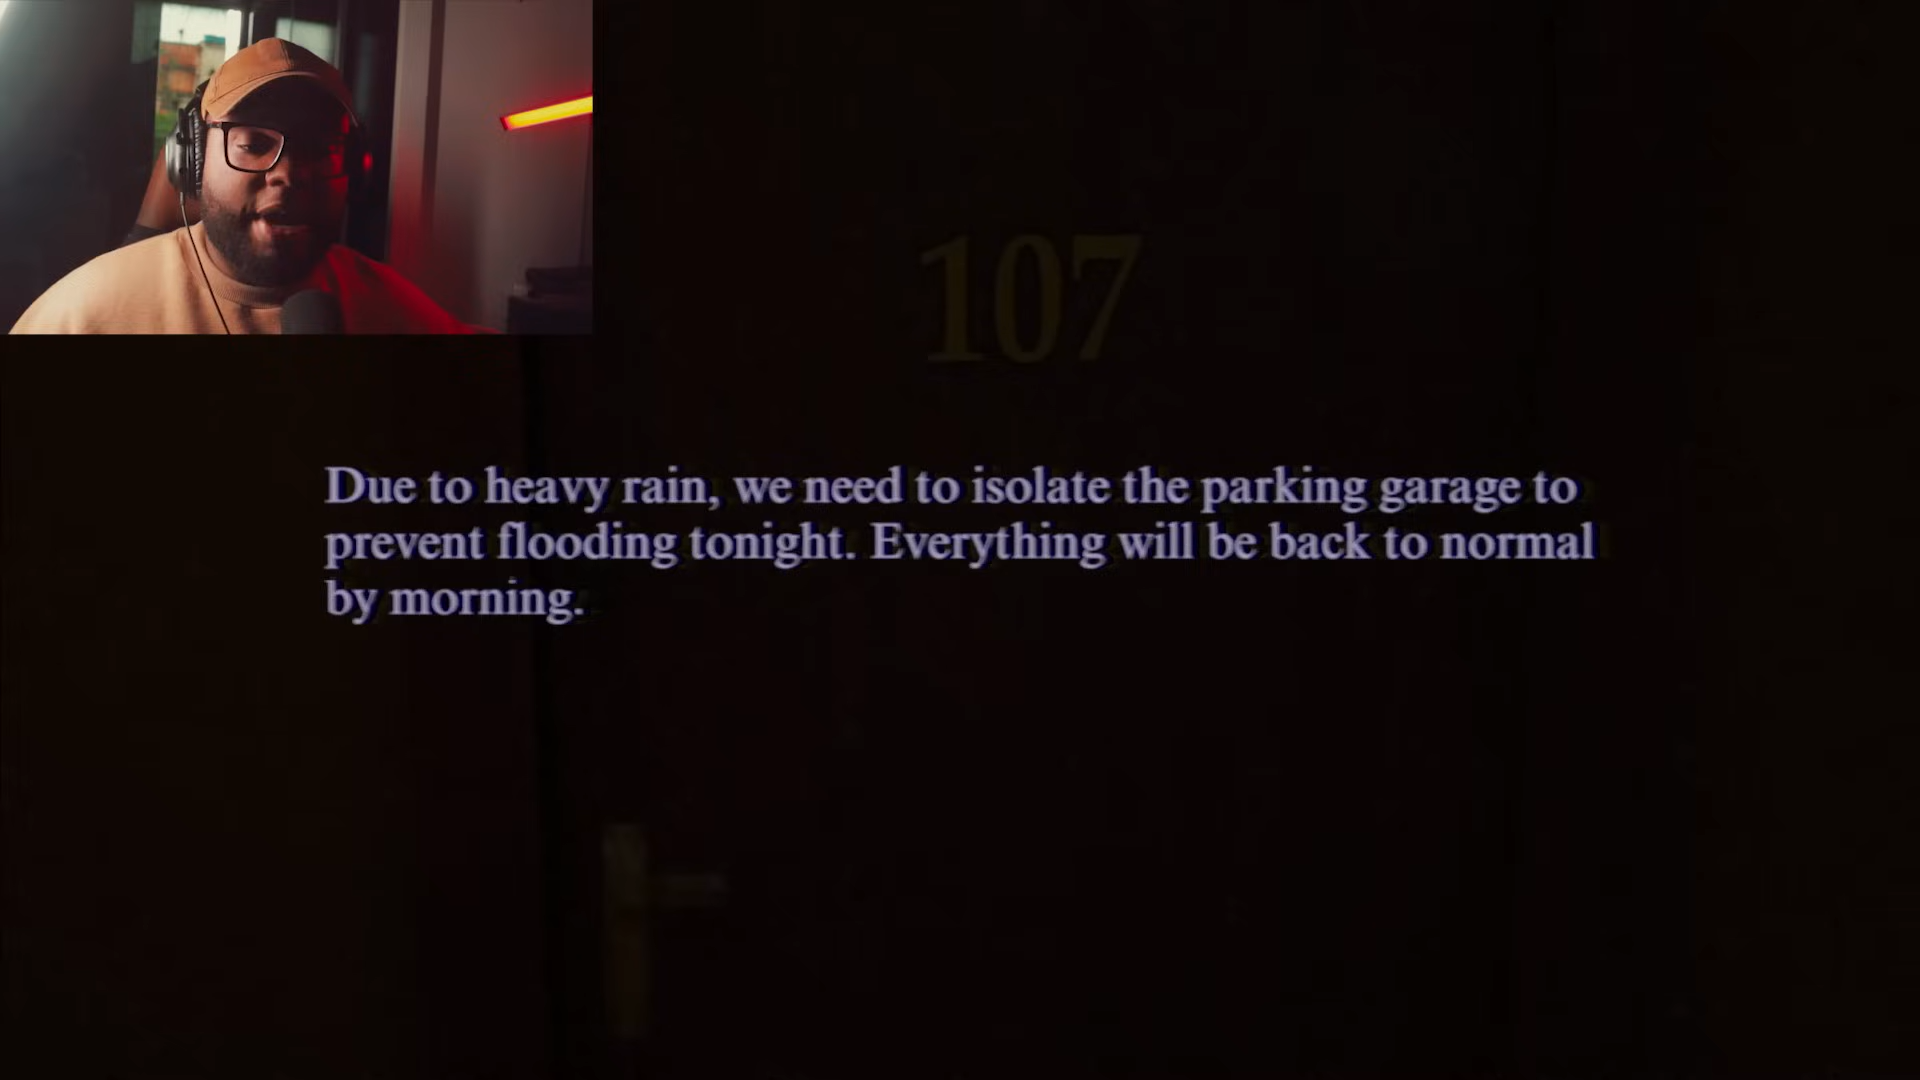 107
Due to heavy rain, we need to isolate the parking garage to
prevent flooding tonight. Everything will be back to normal
by morning.